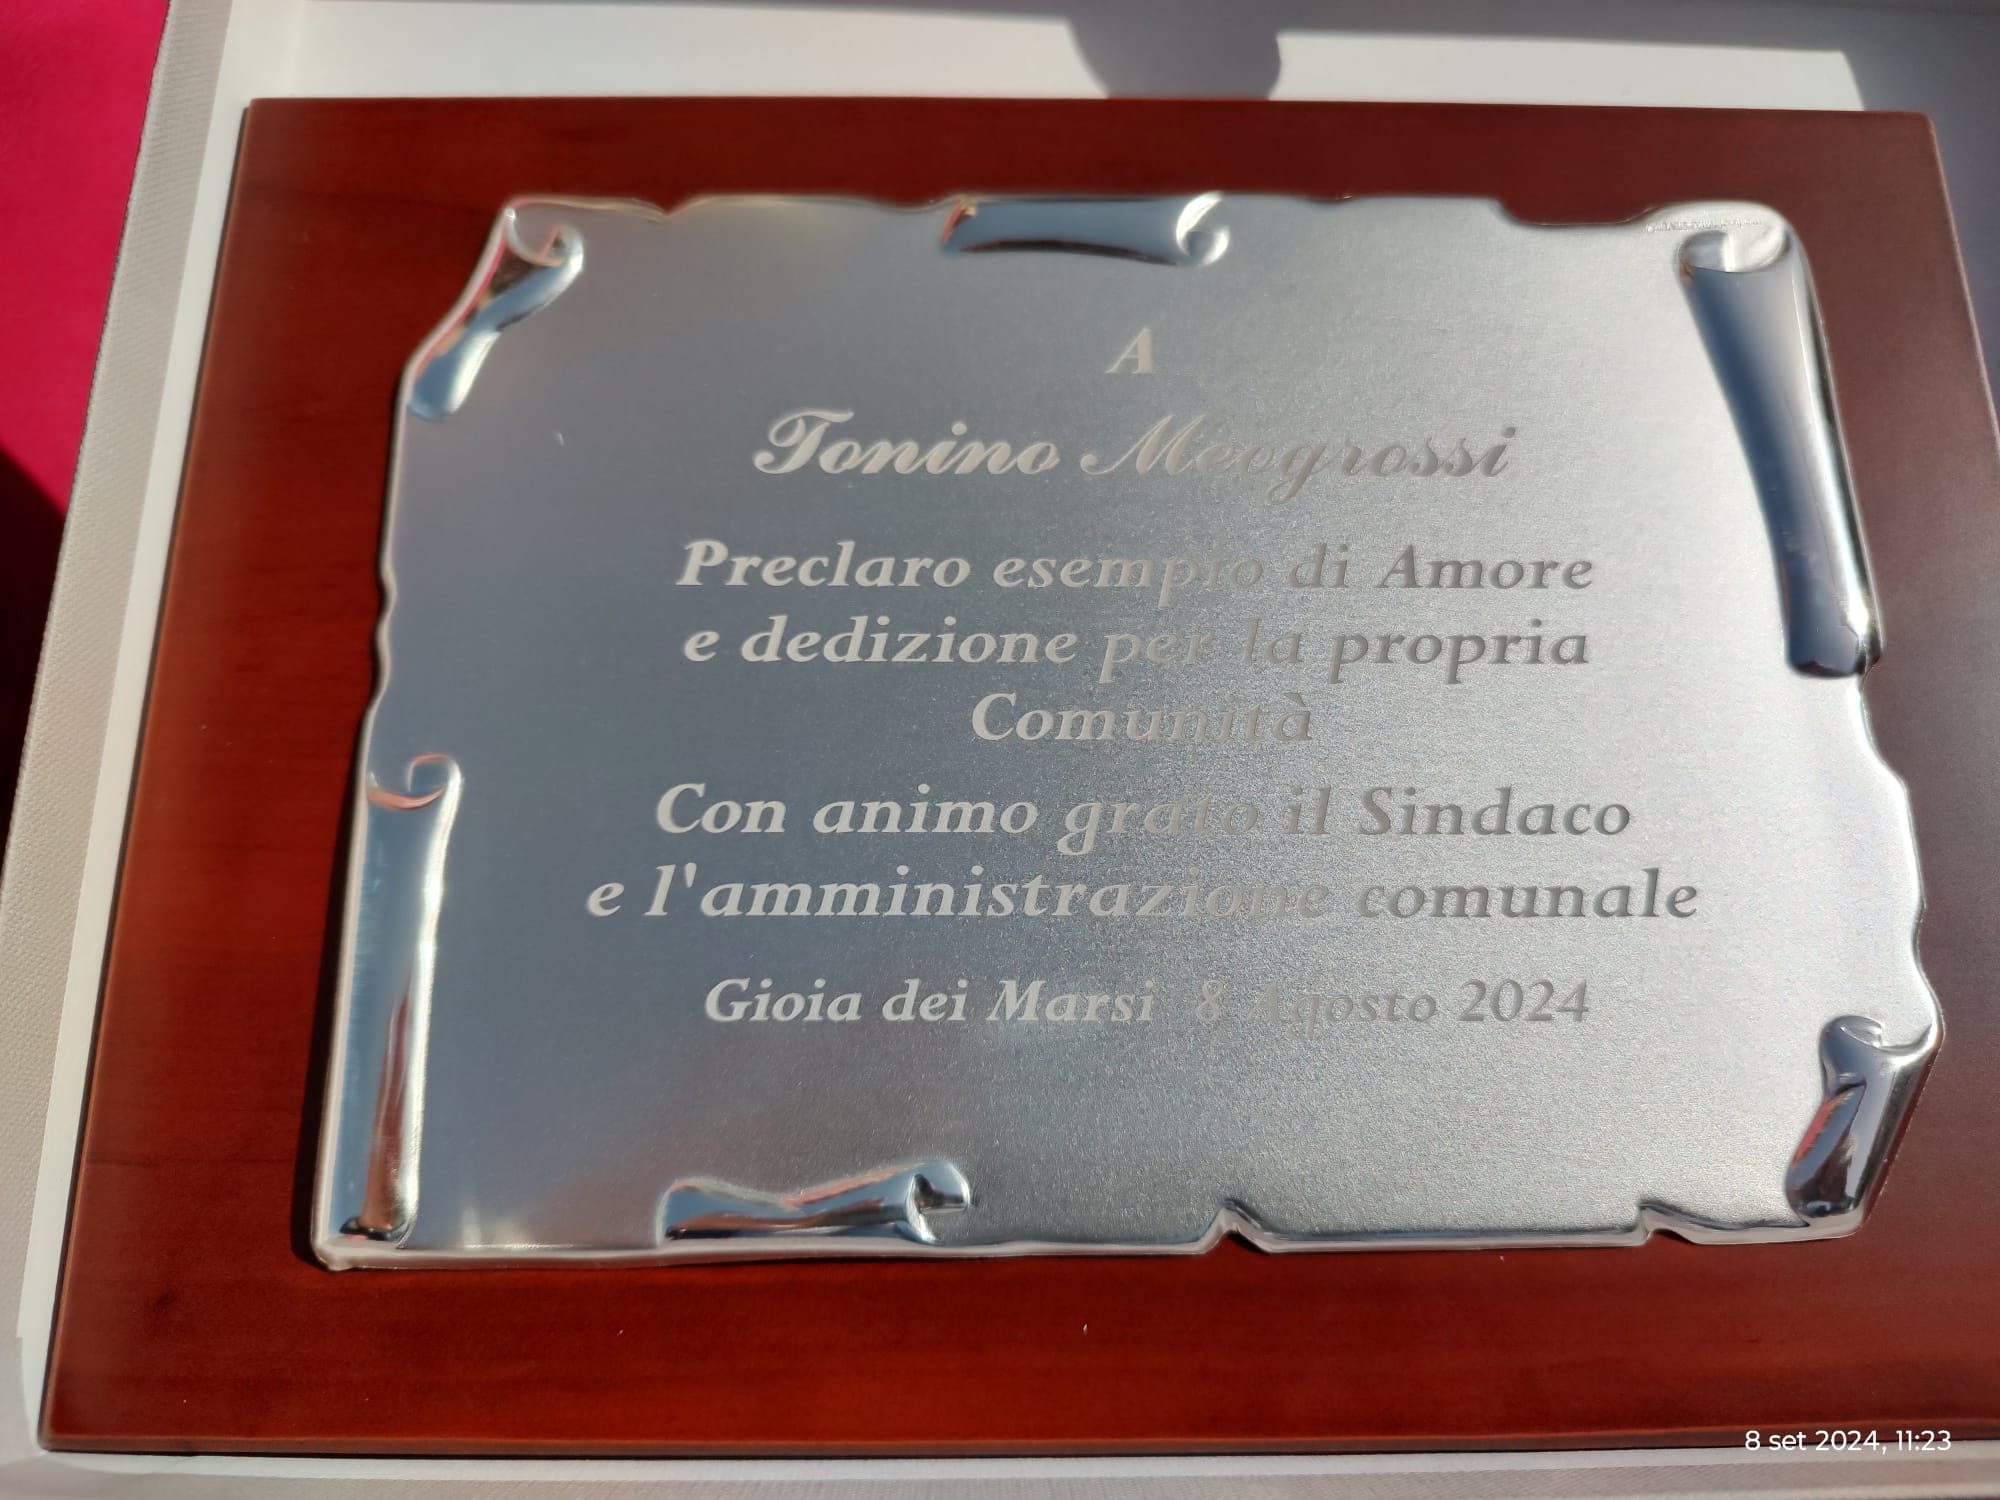 A
Tonino Meogrossi
Preclaro esempio di Amore
e dedizione per la propria
Comunità
Con animo grato il Sindaco
e l'amministrazione comunale
Gioia dei Marsi 8 Agosto 2024
8 set 2024, 11:23